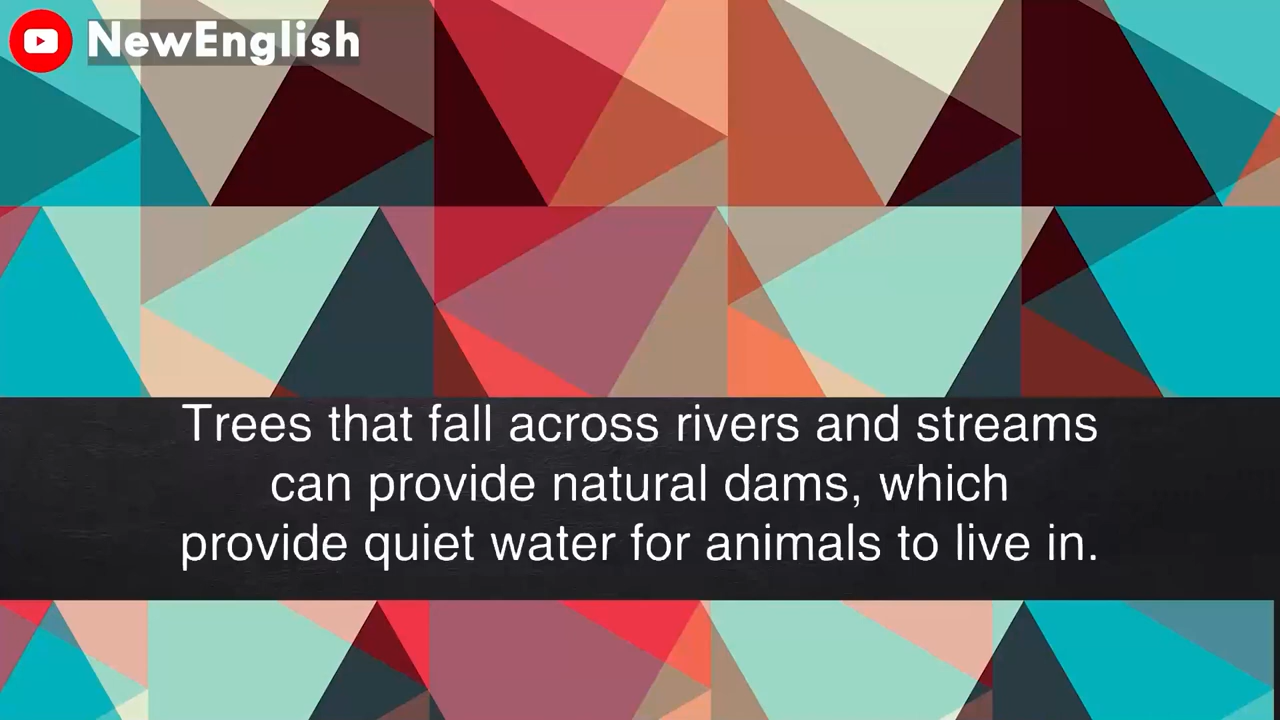 NewEnglish
Trees that fall across rivers and streams
can provide natural dams, which
provide quiet water for animals to live in.